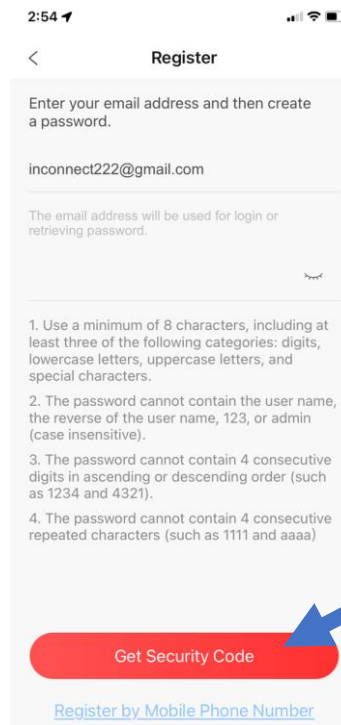 2:54
Register
Enter your email address and then create
a password.
inconnect222@gmail.com
The email address will be used for login or
retrieving password.
1. Use a minimum of 8 characters, including at
least three of the following categories: digits,
lowercase letters, uppercase letters, and
special characters.
2. The password cannot contain the user name,
the reverse of the user name, 123, or admin
(case insensitive).
3. The password cannot contain 4 consecutive
digits in ascending or descending order (such
as 1234 and 4321).
4. The password cannot contain 4 consecutive
repeated characters (such as 1111 and aaaa)
Get Security Code
Register by Mobile Phone Number